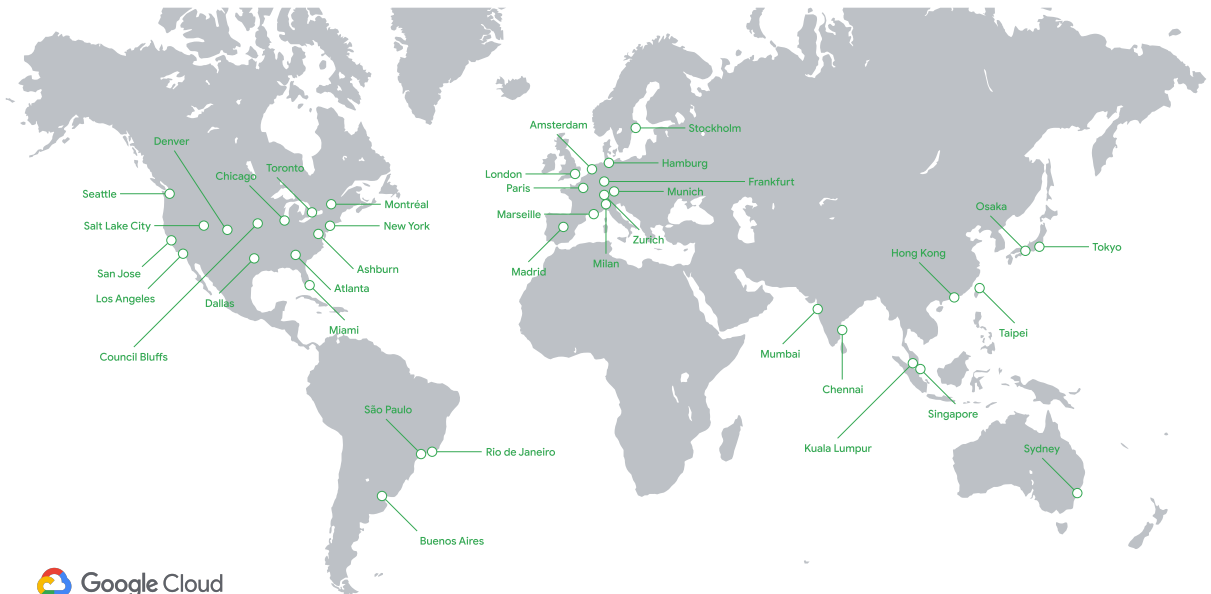 Amsterdam
Stockholm
Denver
Hamburg
Toronto
Chicago
London
Frankfurt
Paris
Munich
Seattle
Montréal
Osaka
Marseille
Salt Lake City
New York
Zurich
Tokyo
Hong Kong
Milan
San Jose
Ashburn
Madrid
Los Angeles
Atlanta
Dallas
Miami
Taipei
Council Bluffs
Mumbai
Chennai
São Paulo
Singapore
Kuala Lumpur
Sydney
Rio de Janeiro
Buenos Aires
Google Cloud